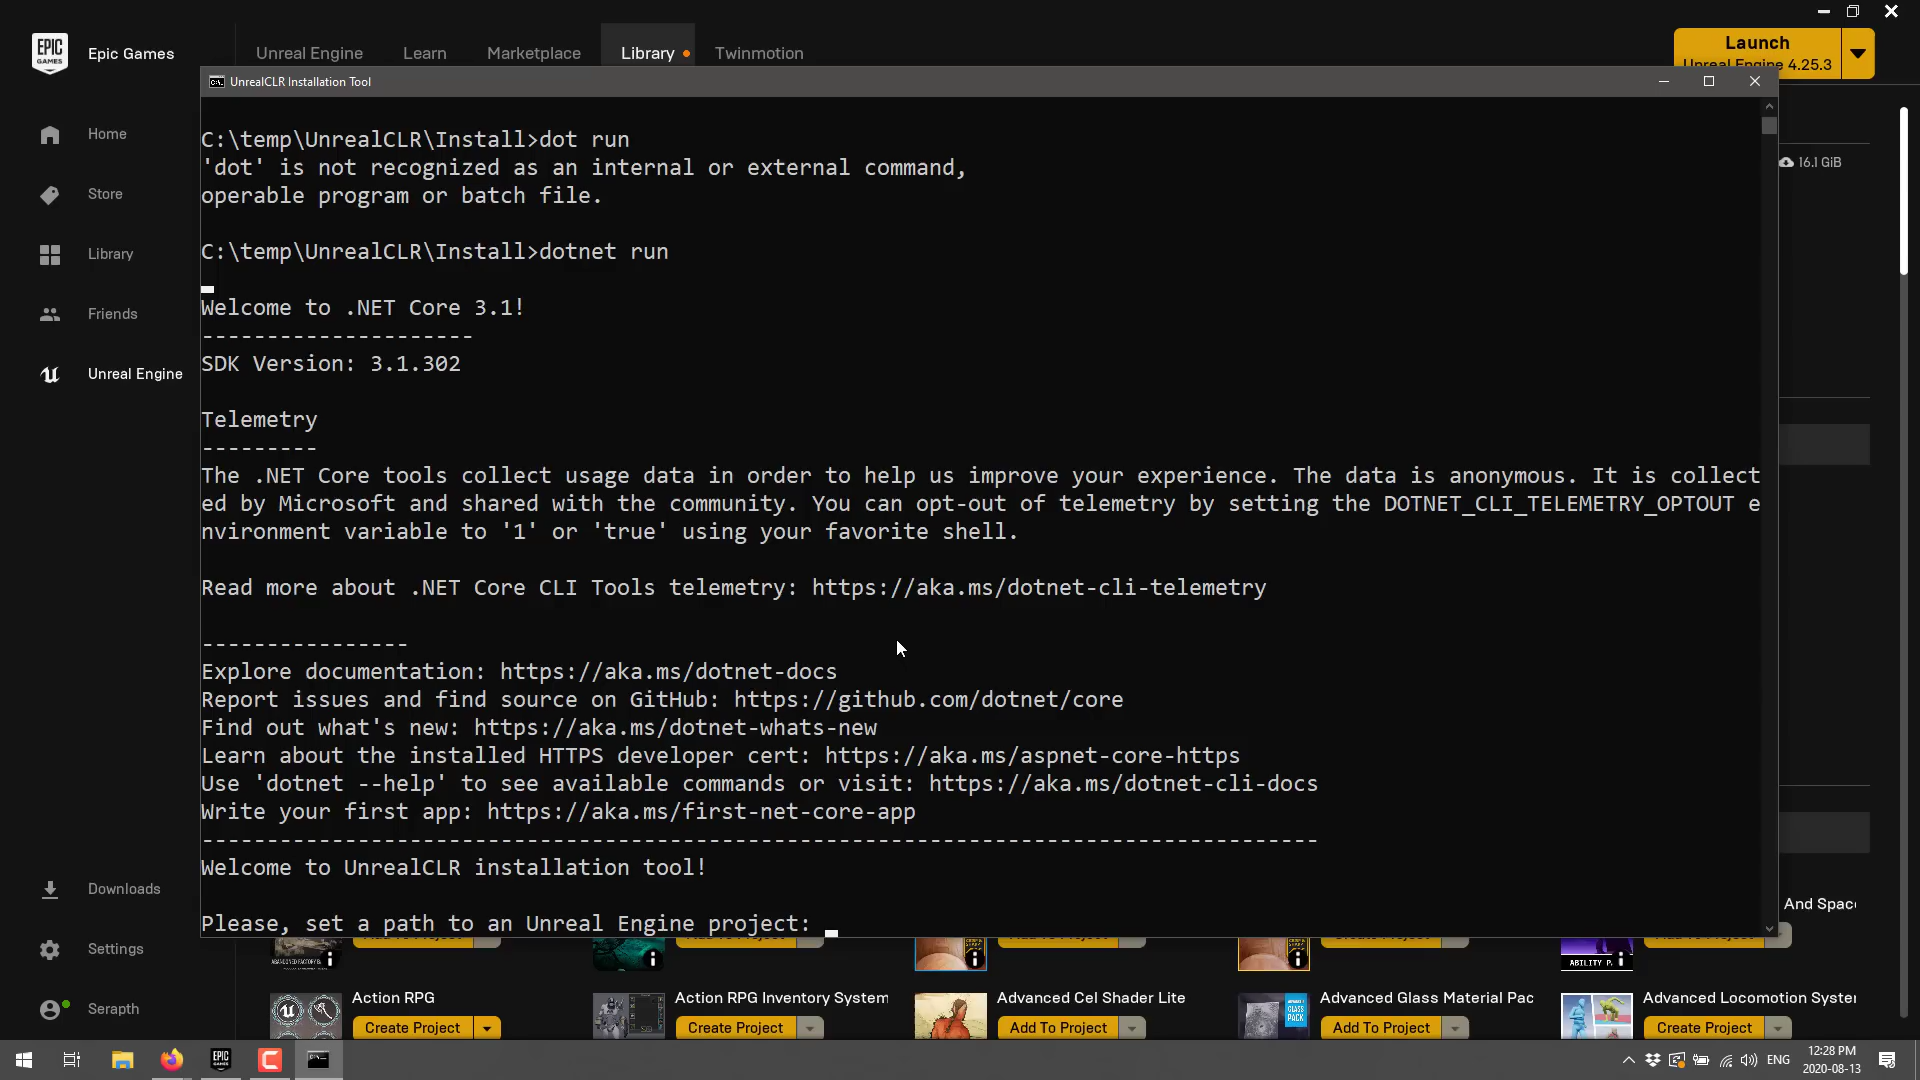 EPIC GAMES
Epic Games
Unreal Engine
Learn
Marketplace
Library
Twinmotion
Launch
Unreal Engine 4.25.3
UnrealCLR Installation Tool
Home
Store
Library
Friends
Unreal Engine
Downloads
Settings
Serapth
16.1 GiB
C:\temp\UnrealCLR\Install>dot run
'dot' is not recognized as an internal or external command,
operable program or batch file.
C:\temp\UnrealCLR\Install>dotnet run
Welcome to .NET Core 3.1!
---------------------
SDK Version: 3.1.302
Telemetry
---------
The .NET Core tools collect usage data in order to help us improve your experience. The data is anonymous. It is collect
ed by Microsoft and shared with the community. You can opt-out of telemetry by setting the DOTNET_CLI_TELEMETRY_OPTOUT e
nvironment variable to '1' or 'true' using your favorite shell.
Read more about .NET Core CLI Tools telemetry: https://aka.ms/dotnet-cli-telemetry
----------------
Explore documentation: https://aka.ms/dotnet-docs
Report issues and find source on GitHub: https://github.com/dotnet/core
Find out what's new: https://aka.ms/dotnet-whats-new
Learn about the installed HTTPS developer cert: https://aka.ms/aspnet-core-https
Use 'dotnet --help' to see available commands or visit: https://aka.ms/dotnet-cli-docs
Write your first app: https://aka.ms/first-net-core-app
--------------------------------------------------------------------------------------
Welcome to UnrealCLR installation tool!
Please, set a path to an Unreal Engine project:
And Space
ABILITY
Action RPG
Create Project
Action RPG Inventory System
Create Project
Advanced Cel Shader Lite
Add To Project
Advanced Glass Material Pac
Add To Project
Advanced Locomotion Syste
Create Project
ENG
12:28 PM
2020-08-13